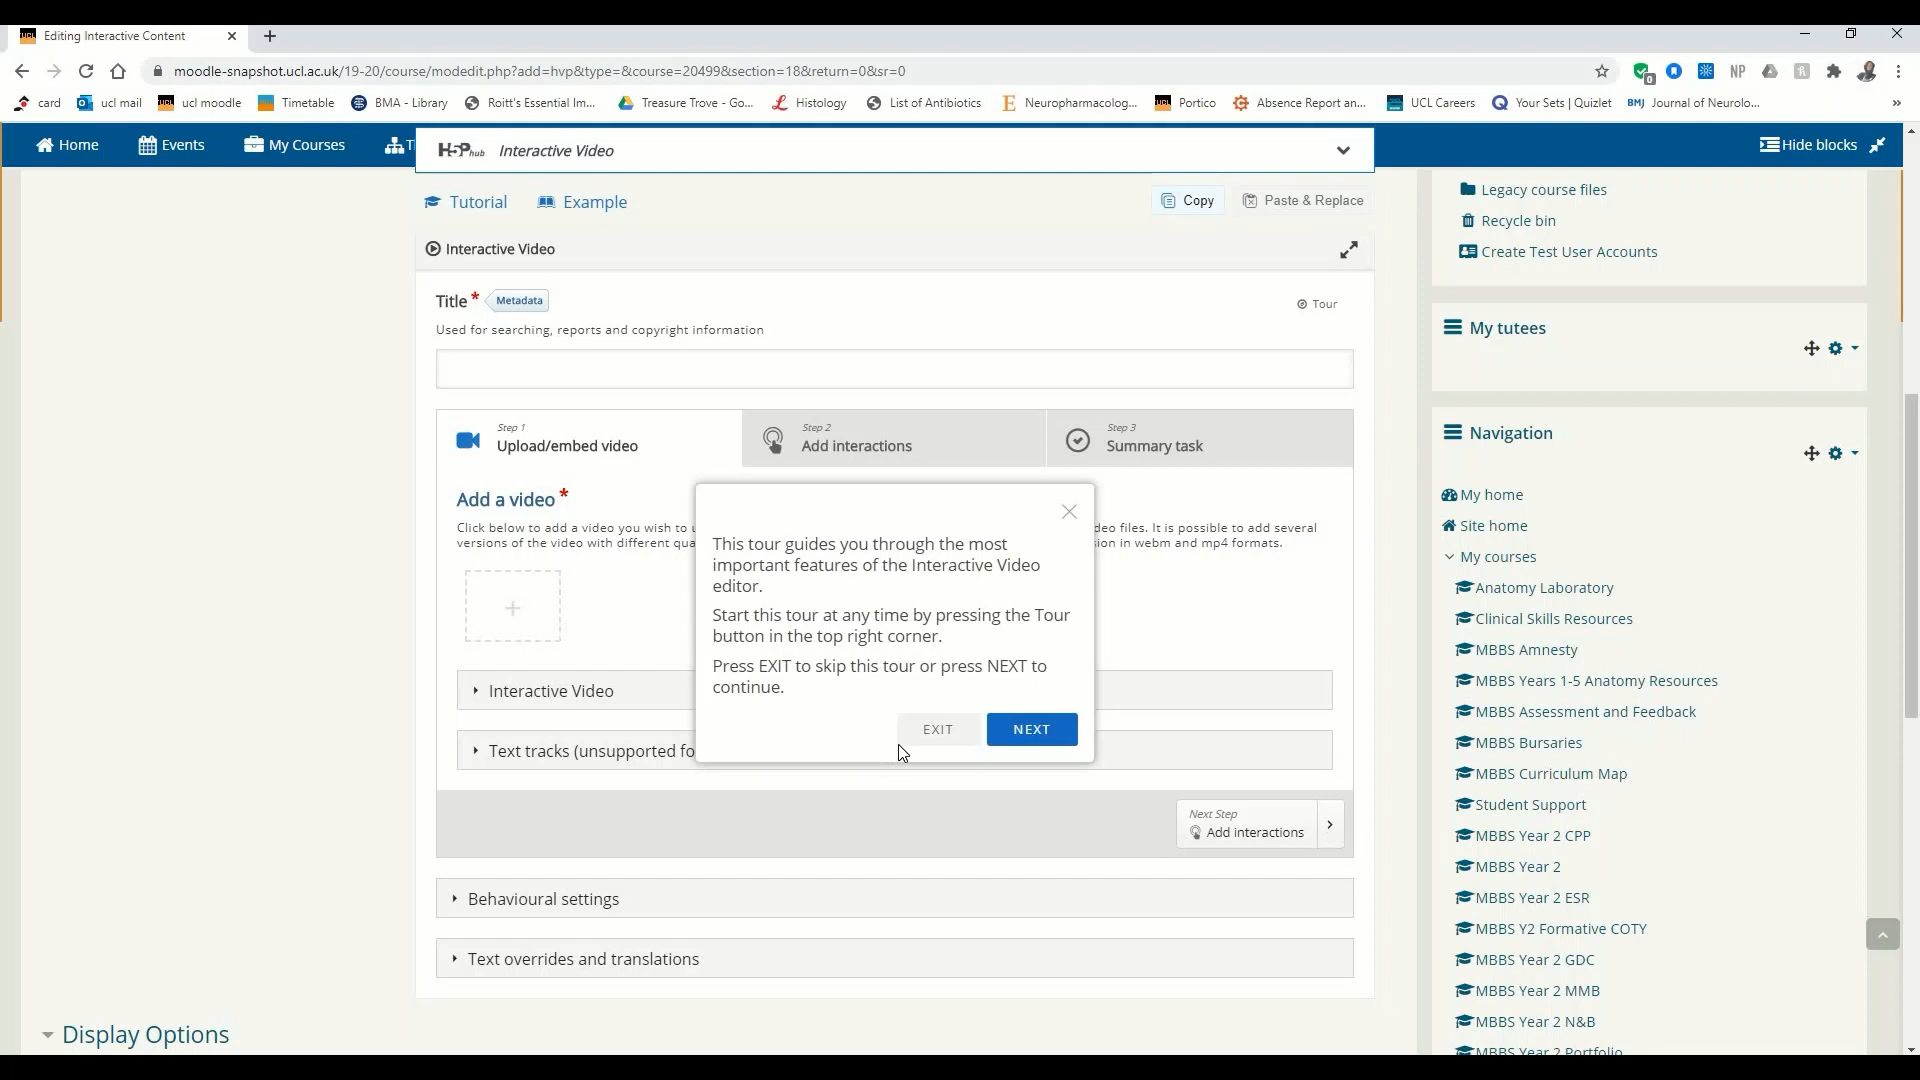 Editing Interactive Content
moodle-snapshot.ucl.ac.uk/19-20/course/modedit.php?add=hvp&type=&course=20499&section=18&return=0&sr=0
0
NP
card
ucl mail
ucl moodle
Timetable
BMA - Library
Roitt's Essential Im...
Treasure Trove - Go...
Histology
List of Antibiotics
Neuropharmacolog...
Portico
Absence Report an...
UCL Careers
Your Sets | Quizlet
BMJ Journal of Neurolo...
Home
Events
My Courses
H5P hub Interactive Video
Hide blocks
Tutorial
Example
Copy
Paste & Replace
Interactive Video
Title *
Metadata
Tour
Used for searching, reports and copyright information
Step 1
Upload/embed video
Step 2
Add interactions
Step 3
Summary task
Add a video *
Click below to add a video you wish to u
deo files. It is possible to add several
versions of the video with different qua
sion in webm and mp4 formats.
This tour guides you through the most
important features of the Interactive Video
editor.
Start this tour at any time by pressing the Tour
button in the top right corner.
Press EXIT to skip this tour or press NEXT to
continue.
EXIT
NEXT
+
Interactive Video
Text tracks (unsupported fo
Next Step
Add interactions
Behavioural settings
Text overrides and translations
Display Options
Legacy course files
Recycle bin
Create Test User Accounts
My tutees
Navigation
My home
Site home
My courses
Anatomy Laboratory
Clinical Skills Resources
MBBS Amnesty
MBBS Years 1-5 Anatomy Resources
MBBS Assessment and Feedback
MBBS Bursaries
MBBS Curriculum Map
Student Support
MBBS Year 2 CPP
MBBS Year 2
MBBS Year 2 ESR
MBBS Y2 Formative COTY
MBBS Year 2 GDC
MBBS Year 2 MMB
MBBS Year 2 N&B
MBBS Year 2 Portfolio